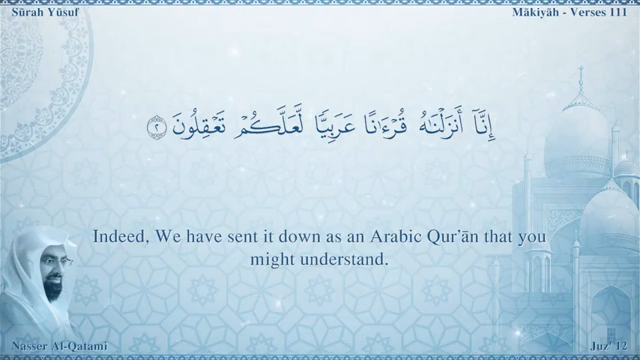 Sūrah Yūsuf
Mākiyāh - Verses 111
إِنَّآ أَنزَلْنَٰهُ قُرْءَٰنًا عَرَبِيًّا لَّعَلَّكُمْ تَعْقِلُونَ ٢
Indeed, We have sent it down as an Arabic Qur’ān that you
might understand.
Nasser Al-Qatami
Juz' 12